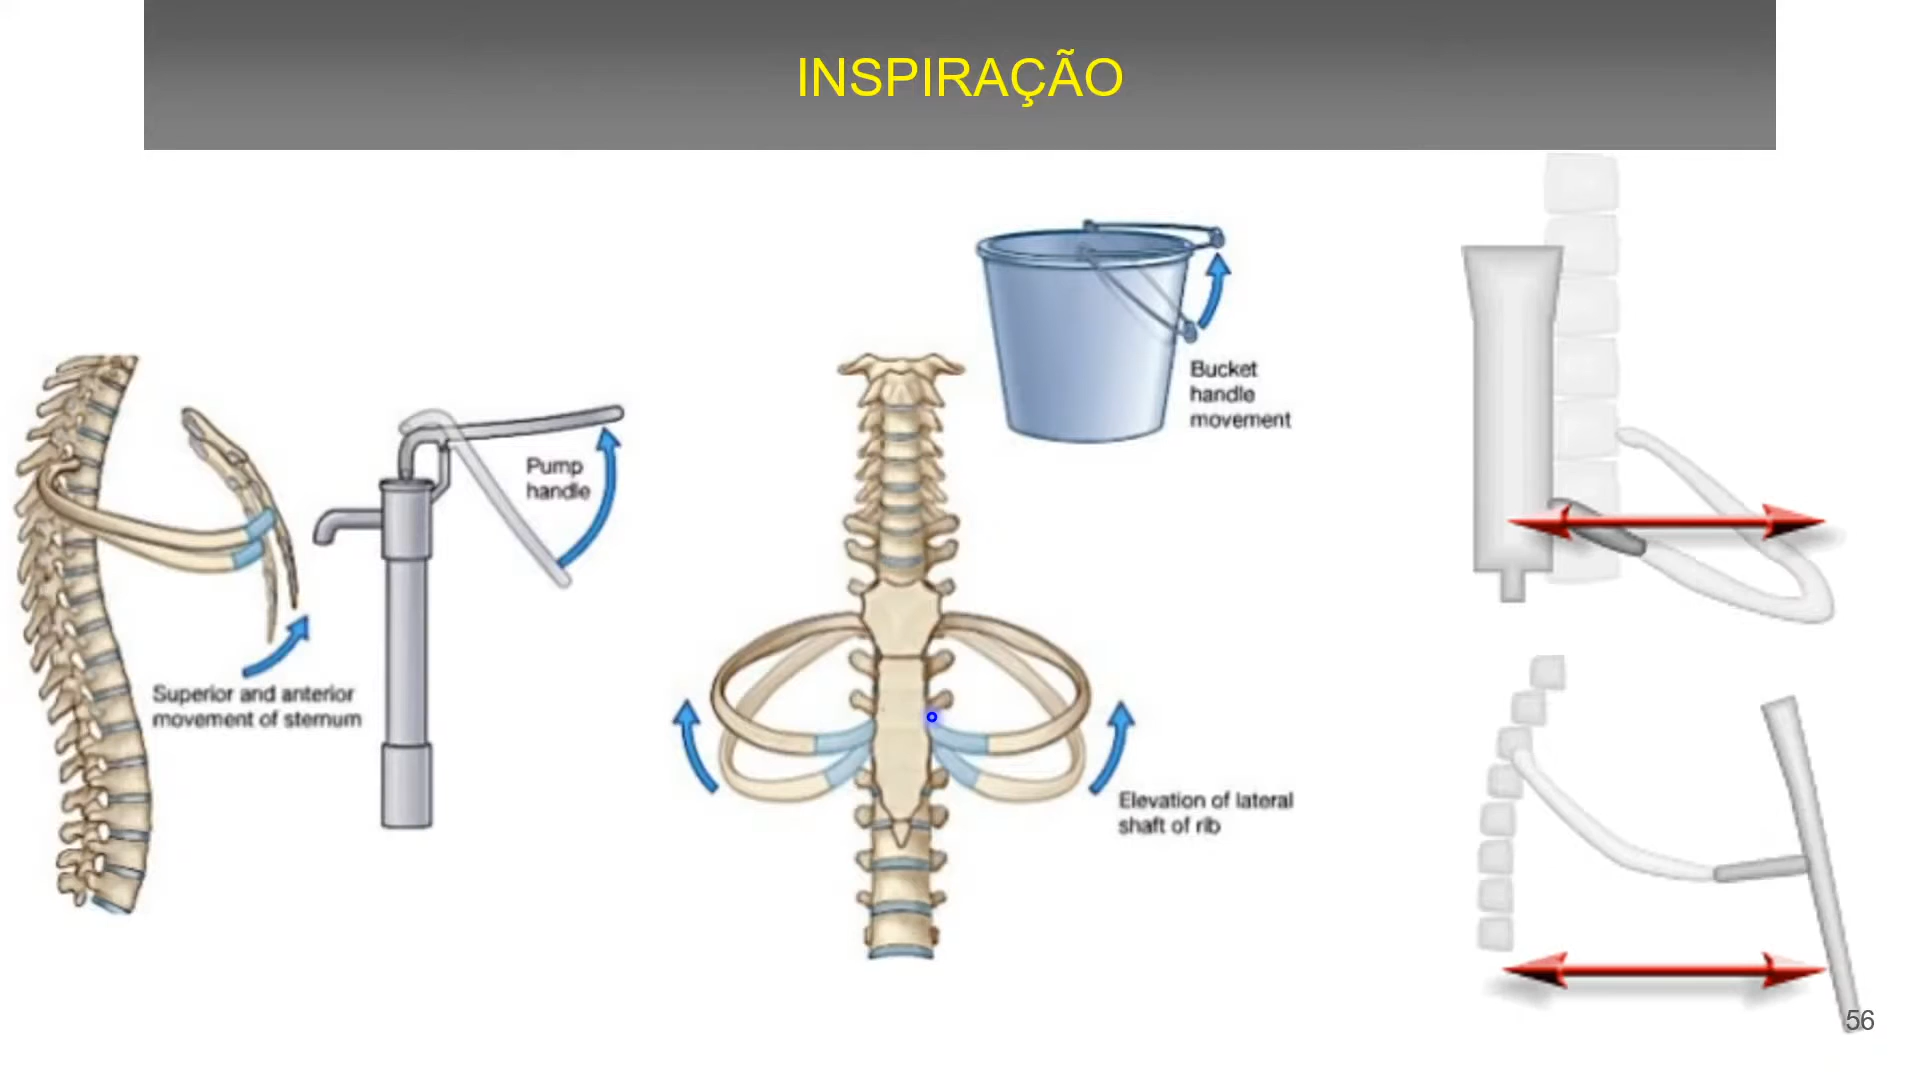 INSPIRAÇÃO
Bucket
handle
movement
Pump
handle
Superior and anterior
movement of sternum
Elevation of lateral
shaft of rib
56